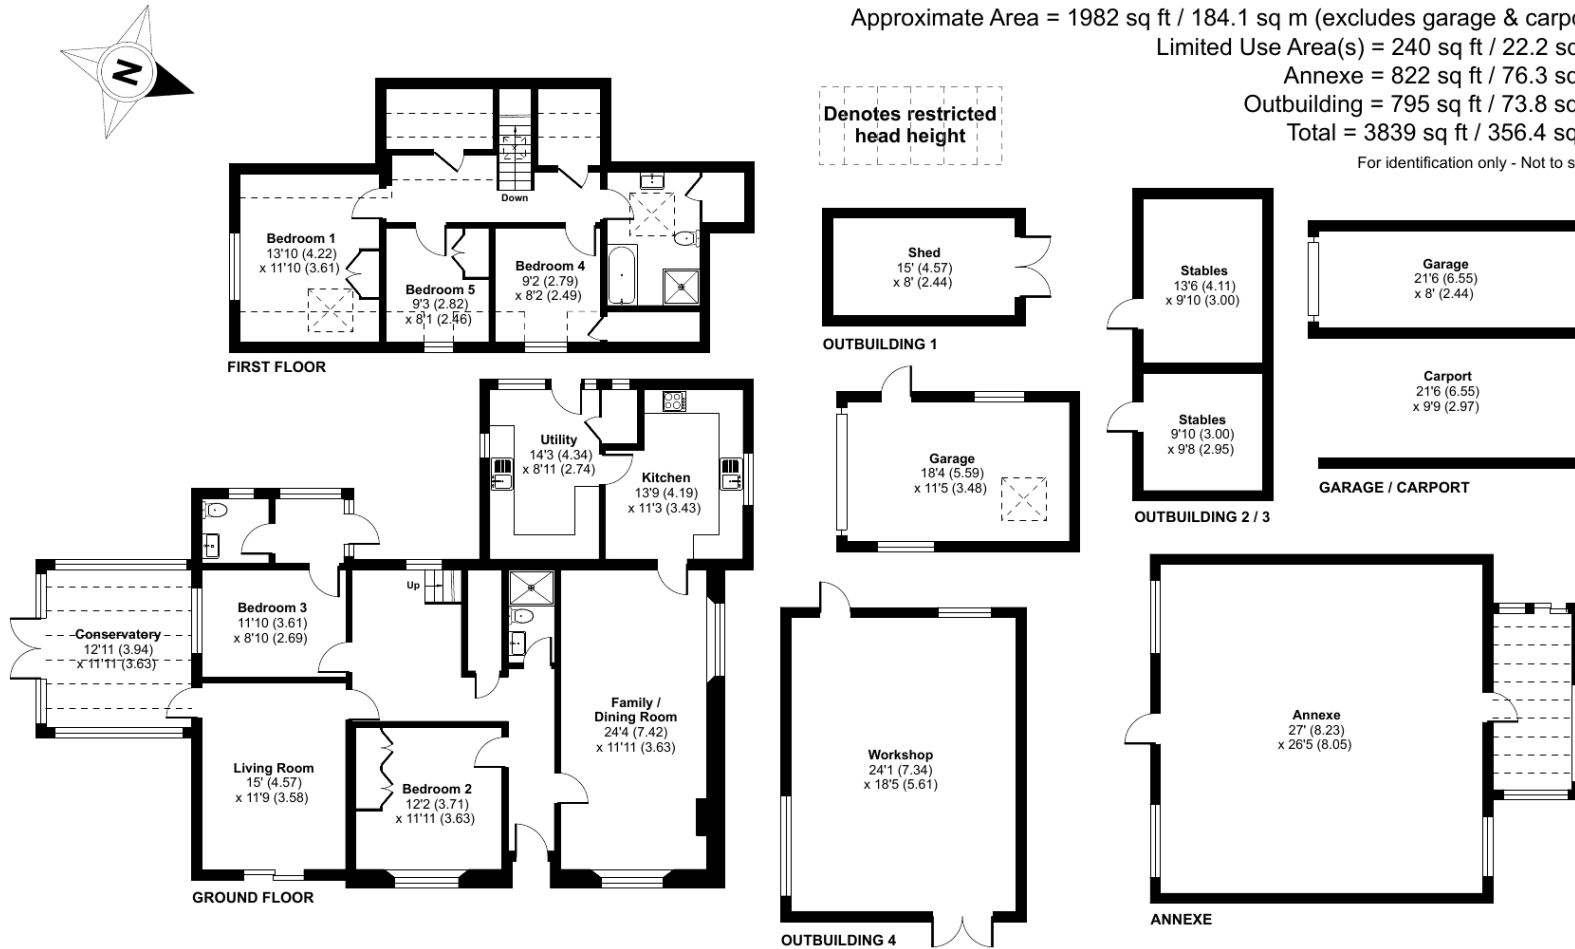 Approximate Area = 1982 sq ft / 184.1 sq m (excludes garage &
Limited Use Area(s) = 240 sq ft / 22.2
Annexe = 822 sq ft / 76.3
Outbuilding = 795 sq ft / 73.8
Total = 3839 sq ft / 356.4
For identification only - Not to
N
Denotes restricted
head height
Down
Bedroom 1
13'10 (4.22)
x 11'10 (3.61)
Bedroom 5
9'3 (2.82)
x 8'1 (2.46)
Bedroom 4
9'2 (2.79)
x 8'2 (2.49)
FIRST FLOOR
Shed
15' (4.57)
x 8' (2.44)
OUTBUILDING 1
Stables
13'6 (4.11)
x 9'10 (3.00)
Stables
9'10 (3.00)
x 9'8 (2.95)
OUTBUILDING 2 / 3
Garage
21'6 (6.55)
x 8' (2.44)
Carport
21'6 (6.55)
x 9'9 (2.97)
GARAGE / CARPORT
Utility
14'3 (4.34)
x 8'11 (2.74)
Kitchen
13'9 (4.19)
x 11'3 (3.43)
Garage
18'4 (5.59)
x 11'5 (3.48)
Up
Bedroom 3
11'10 (3.61)
x 8'10 (2.69)
Conservatory
12'11 (3.94)
x 11'11 (3.63)
Family /
Dining Room
24'4 (7.42)
x 11'11 (3.63)
Living Room
15' (4.57)
x 11'9 (3.58)
Bedroom 2
12'2 (3.71)
x 11'11 (3.63)
GROUND FLOOR
Workshop
24'1 (7.34)
x 18'5 (5.61)
OUTBUILDING 4
Annexe
27' (8.23)
x 26'5 (8.05)
ANNEXE